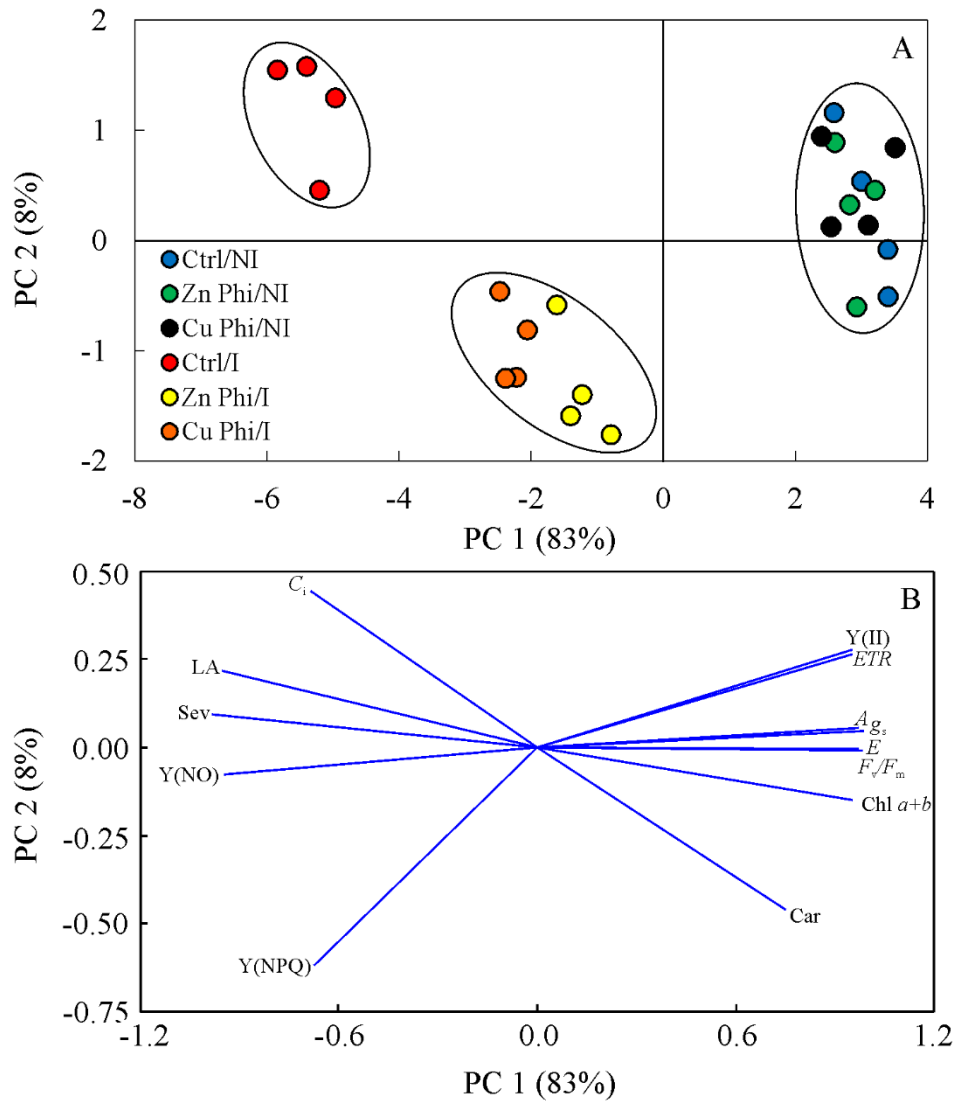 A
2
1
0
-1
-2
PC 2 (8%)
Ctrl/NI
Zn Phi/NI
Cu Phi/NI
Ctrl/I
Zn Phi/I
Cu Phi/I
-8 -6 -4 -2 0 2 4
PC 1 (83%)
B
0.50
0.25
0.00
-0.25
-0.50
-0.75
PC 2 (8%)
Ci
LA
Sev
Y(NO)
Y(NPQ)
Y(II)
ETR
A gs
E
Fv/Fm
Chl a+b
Car
-1.2 -0.6 0.0 0.6 1.2
PC 1 (83%)